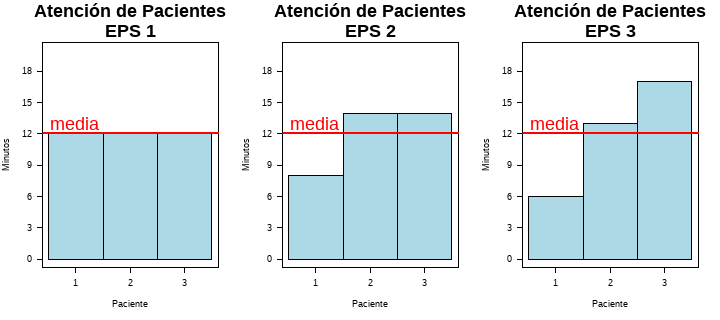 Atención de Pacientes
EPS 1
18
15
12
9
6
3
0
Minutos
media
1 2 3
Paciente
Atención de Pacientes
EPS 2
18
15
12
9
6
3
0
Minutos
media
1 2 3
Paciente
Atención de Pacientes
EPS 3
18
15
12
9
6
3
0
Minutos
media
1 2 3
Paciente